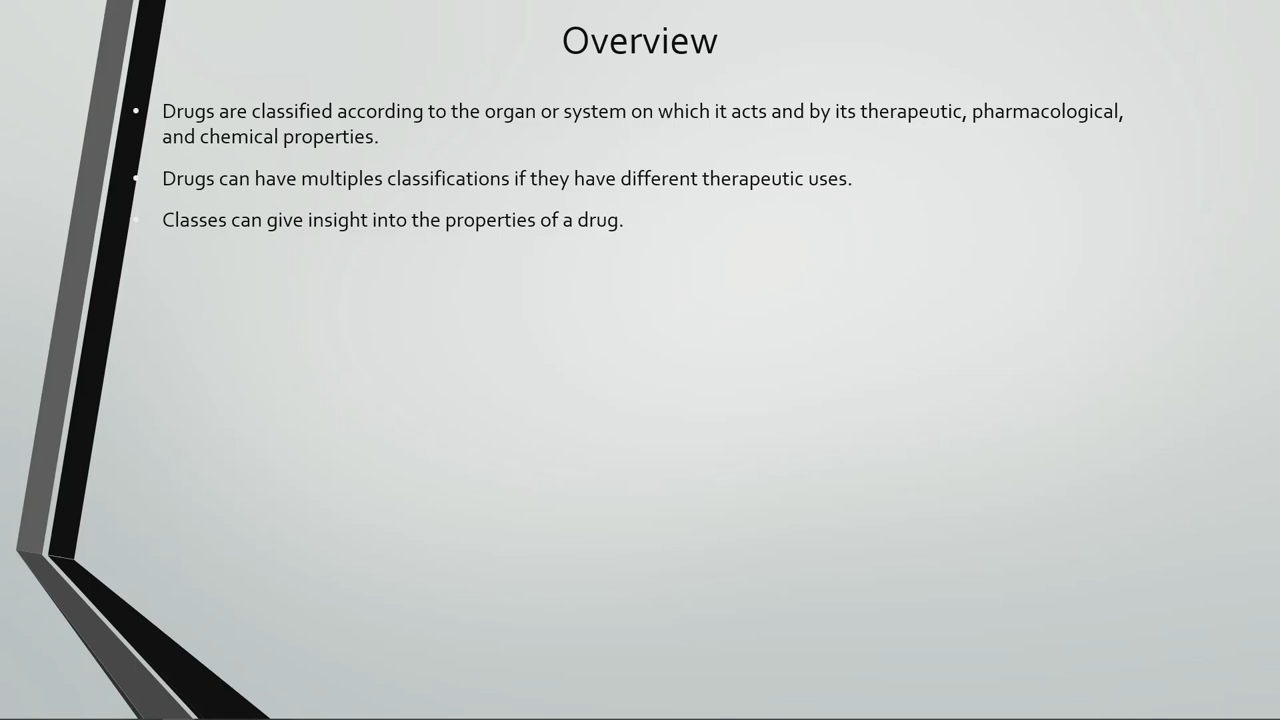 Overview
• Drugs are classified according to the organ or system on which it acts and by its therapeutic, pharmacological,
and chemical properties.
• Drugs can have multiples classifications if they have different therapeutic uses.
• Classes can give insight into the properties of a drug.